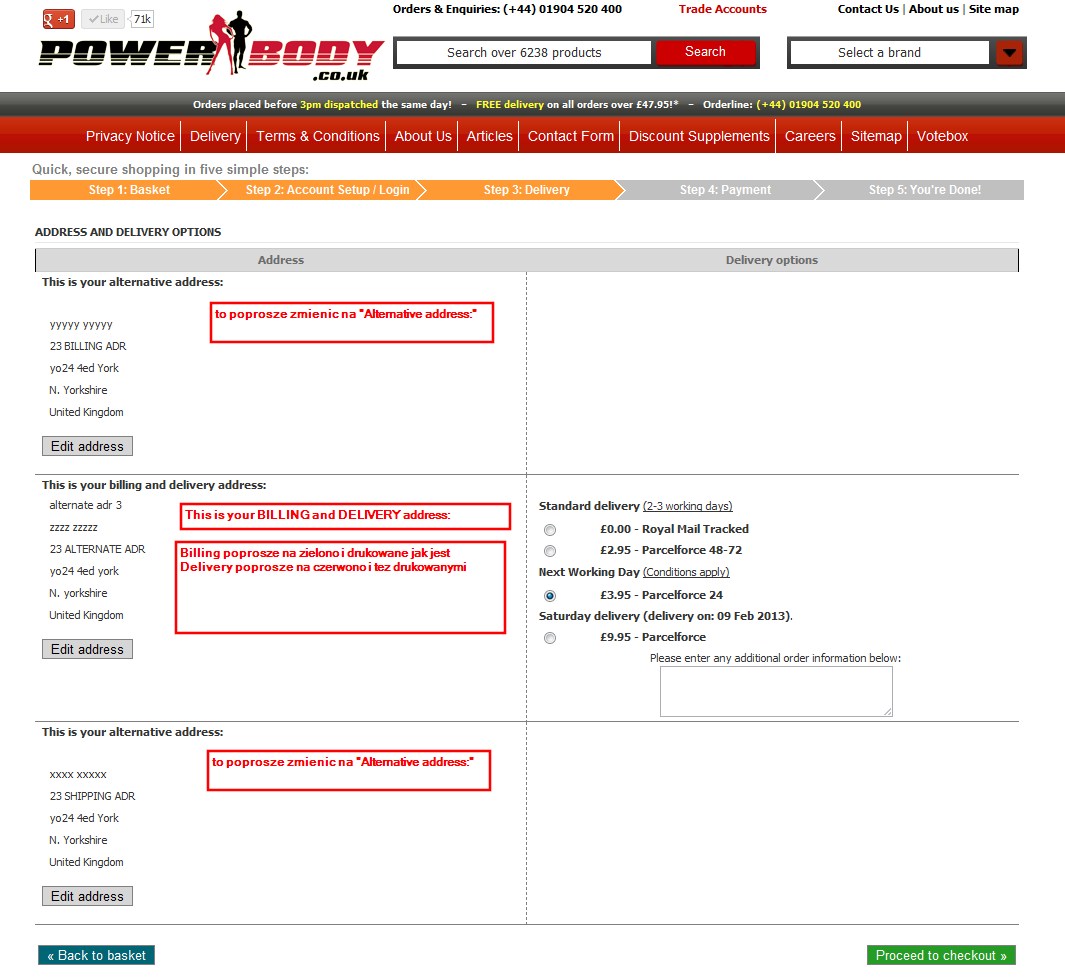 Orders & Enquiries: (+44) 01904 520 400
Trade Accounts
Contact Us | About us | Site map
g +1
Like
71k
POWERBODY
.co.uk
Search over 6238 products
Search
Select a brand
Orders placed before 3pm dispatched the same day! – FREE delivery on all orders over £47.95!* – Orderline: (+44) 01904 520 400
Privacy Notice | Delivery | Terms & Conditions | About Us | Articles | Contact Form | Discount Supplements | Careers | Sitemap | Votebox
Quick, secure shopping in five simple steps:
Step 1: Basket
Step 2: Account Setup / Login
Step 3: Delivery
Step 4: Payment
Step 5: You're Done!
ADDRESS AND DELIVERY OPTIONS
Address
Delivery options
This is your alternative address:
to poprosze zmienic na "Alternative address:"
yyyyy yyyyy
23 BILLING ADR
yo24 4ed York
N. Yorkshire
United Kingdom
Edit address
This is your billing and delivery address:
alternate adr 3
zzzz zzzzz
23 ALTERNATE ADR
yo24 4ed york
N. yorkshire
United Kingdom
Edit address
This is your BILLING and DELIVERY address:
Billing poprosze na zielono i drukowane jak jest
Delivery poprosze na czerwono i tez drukowanymi
Standard delivery (2-3 working days)
£0.00 - Royal Mail Tracked
£2.95 - Parcelforce 48-72
Next Working Day (Conditions apply)
£3.95 - Parcelforce 24
Saturday delivery (delivery on: 09 Feb 2013).
£9.95 - Parcelforce
Please enter any additional order information below:
This is your alternative address:
to poprosze zmienic na "Alternative address:"
xxxx xxxxx
23 SHIPPING ADR
yo24 4ed York
N. Yorkshire
United Kingdom
Edit address
« Back to basket
Proceed to checkout »